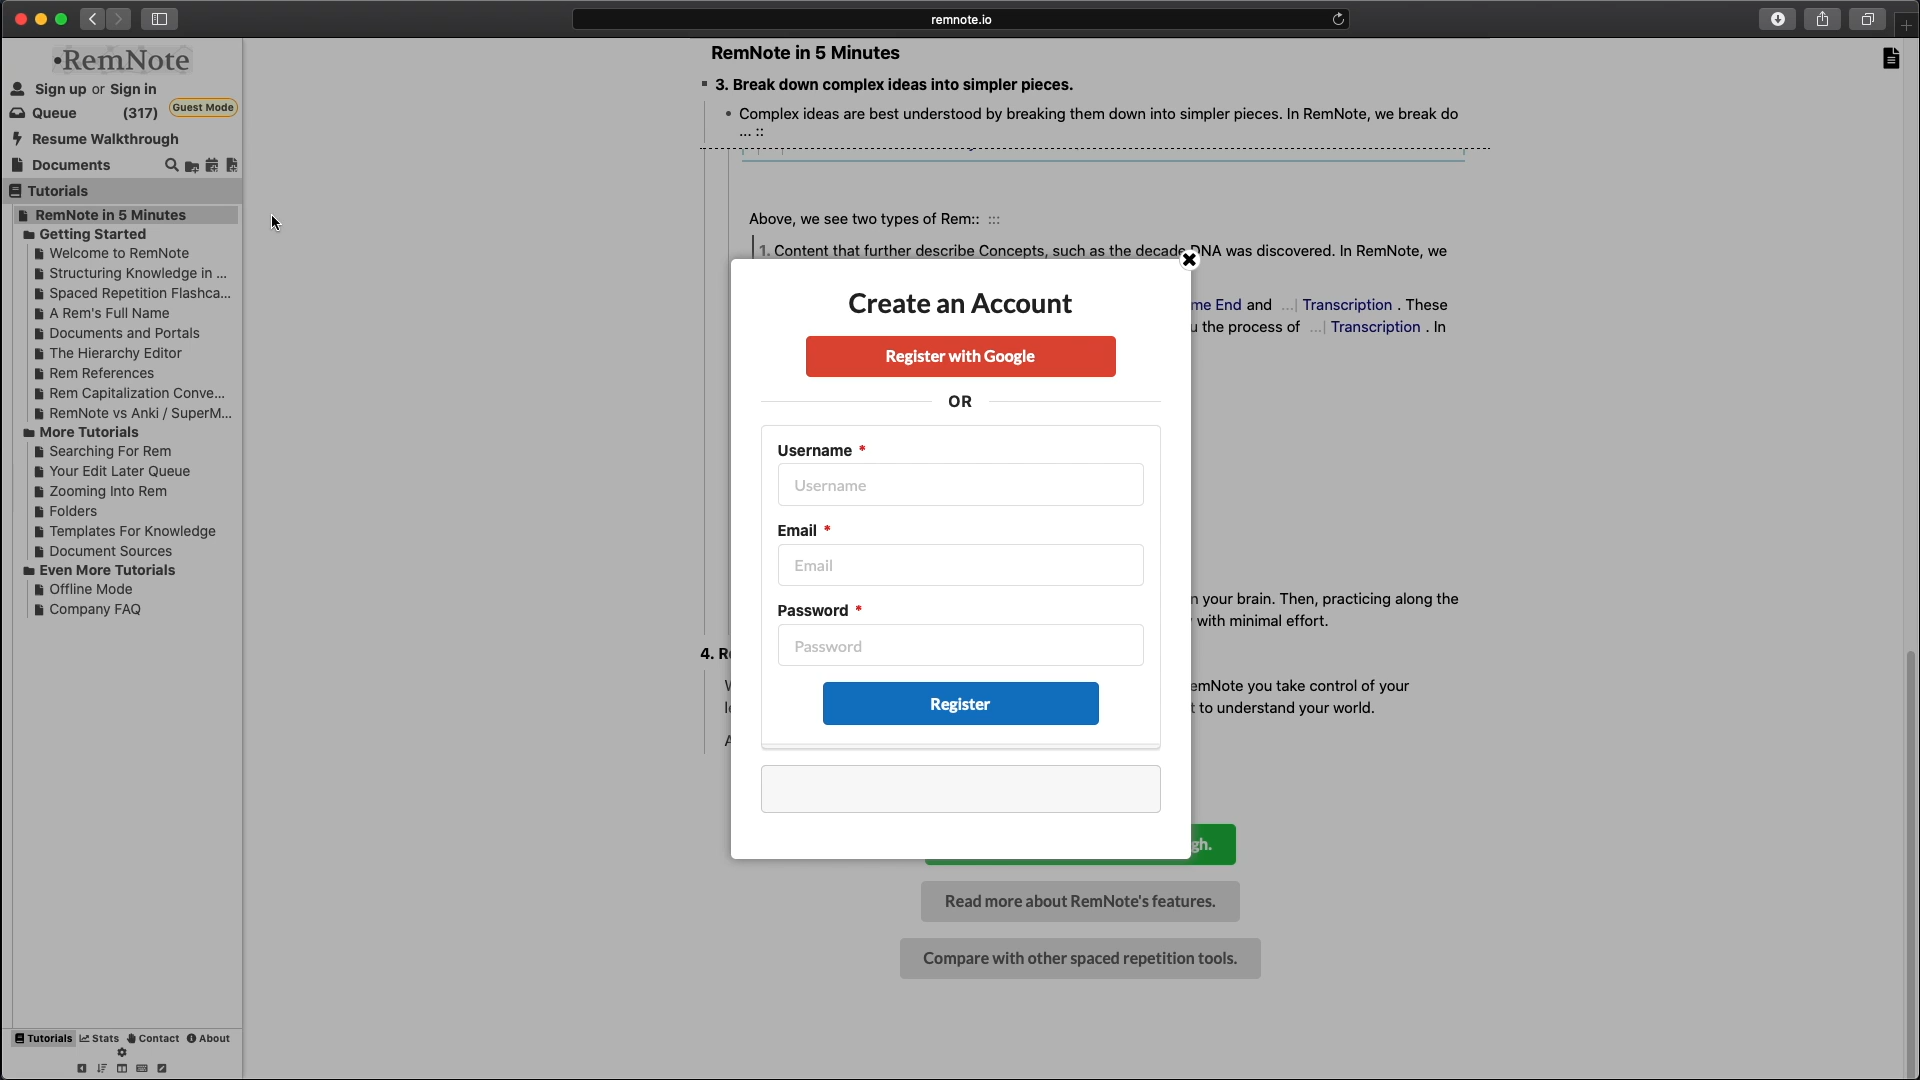 remnote.io
•RemNote
Sign up or Sign in
Queue (317) Guest Mode
Resume Walkthrough
Documents
Tutorials
RemNote in 5 Minutes
Getting Started
Welcome to RemNote
Structuring Knowledge in ...
Spaced Repetition Flashca...
A Rem's Full Name
Documents and Portals
The Hierarchy Editor
Rem References
Rem Capitalization Conve...
RemNote vs Anki / SuperM...
More Tutorials
Searching For Rem
Your Edit Later Queue
Zooming Into Rem
Folders
Templates For Knowledge
Document Sources
Even More Tutorials
Offline Mode
Company FAQ
Tutorials Stats Contact About
RemNote in 5 Minutes
3. Break down complex ideas into simpler pieces.
Complex ideas are best understood by breaking them down into simpler pieces. In RemNote, we break do
... ::
Above, we see two types of Rem:: :::
1. Content that further describe Concepts, such as the decade DNA was discovered. In RemNote, we
me End and ...| Transcription . These
u the process of ...| Transcription . In
n your brain. Then, practicing along the
with minimal effort.
4. R
emNote you take control of your
t to understand your world.
A
gh.
Read more about RemNote's features.
Compare with other spaced repetition tools.
Create an Account
Register with Google
OR
Username *
Username
Email *
Email
Password *
Password
Register